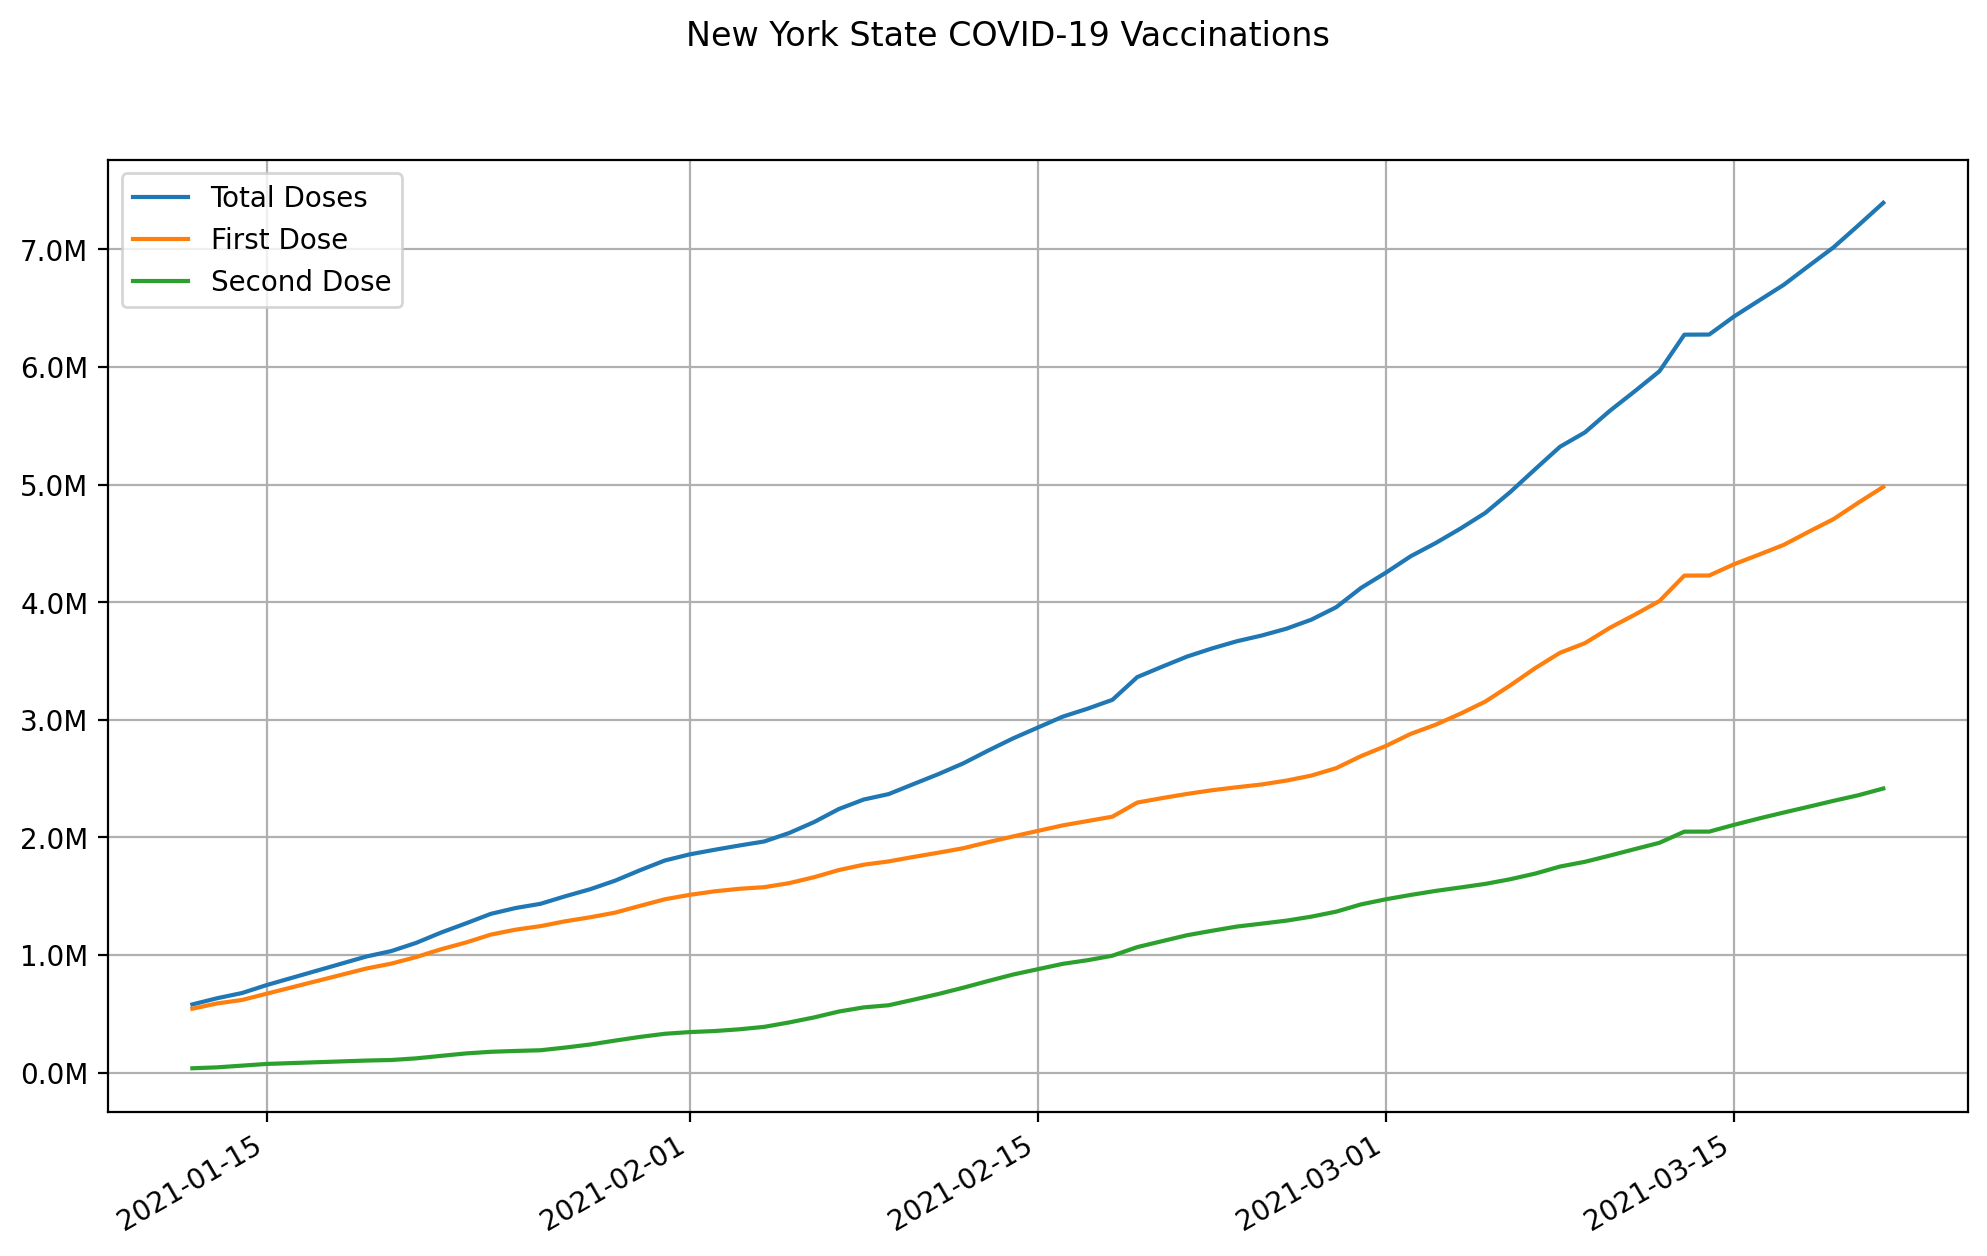 New York State COVID-19 Vaccinations
Total Doses
First Dose
Second Dose
7.0M
6.0M
5.0M
4.0M
3.0M
2.0M
1.0M
0.0M
2021-01-15
2021-02-01
2021-02-15
2021-03-01
2021-03-15